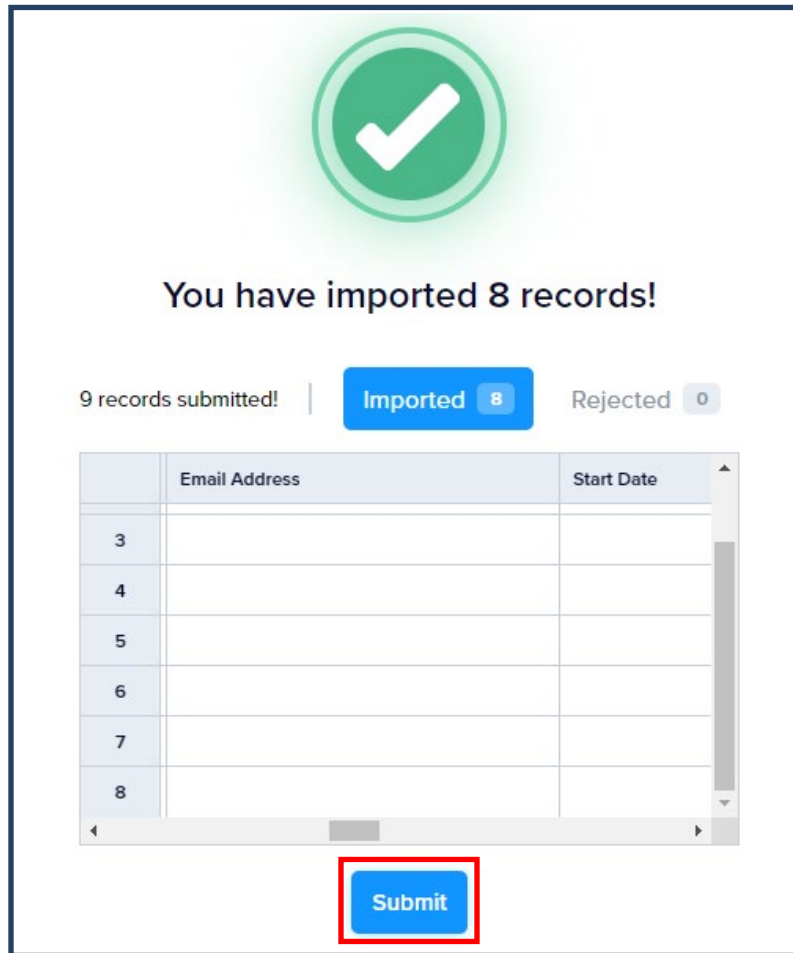 You have imported 8 records!
9 records submitted! Imported 8 Rejected 0
Email Address Start Date
3
4
5
6
7
8
Submit